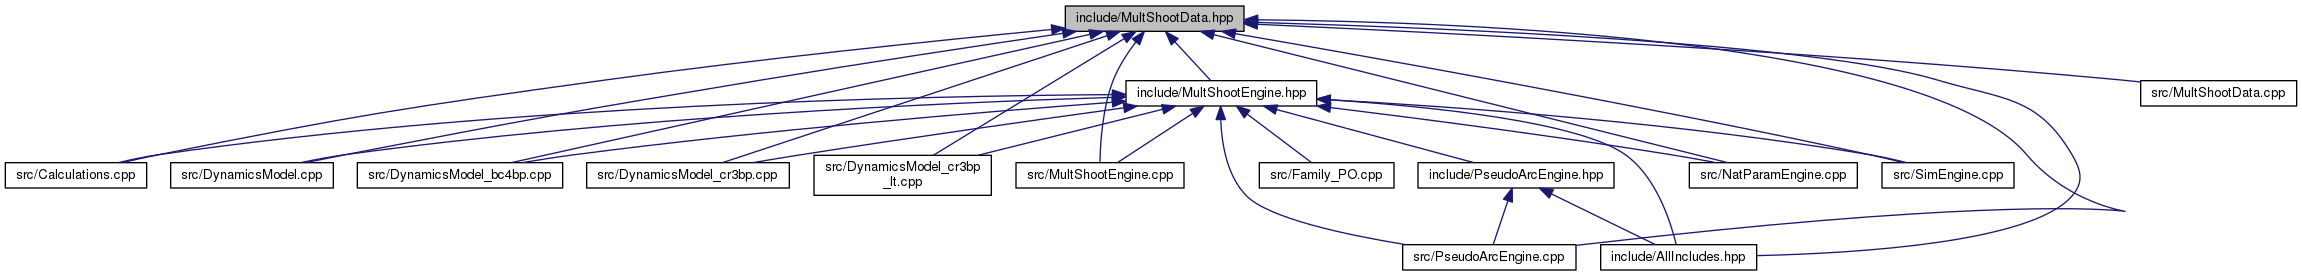 include/MultShootData.hpp
include/MultShootEngine.hpp
src/MultShootData.cpp
src/Calculations.cpp
src/DynamicsModel.cpp
src/DynamicsModel_bc4bp.cpp
src/DynamicsModel_cr3bp.cpp
src/DynamicsModel_cr3bp
_lt.cpp
src/MultShootEngine.cpp
src/Family_PO.cpp
include/PseudoArcEngine.hpp
src/NatParamEngine.cpp
src/SimEngine.cpp
src/PseudoArcEngine.cpp
include/AllIncludes.hpp